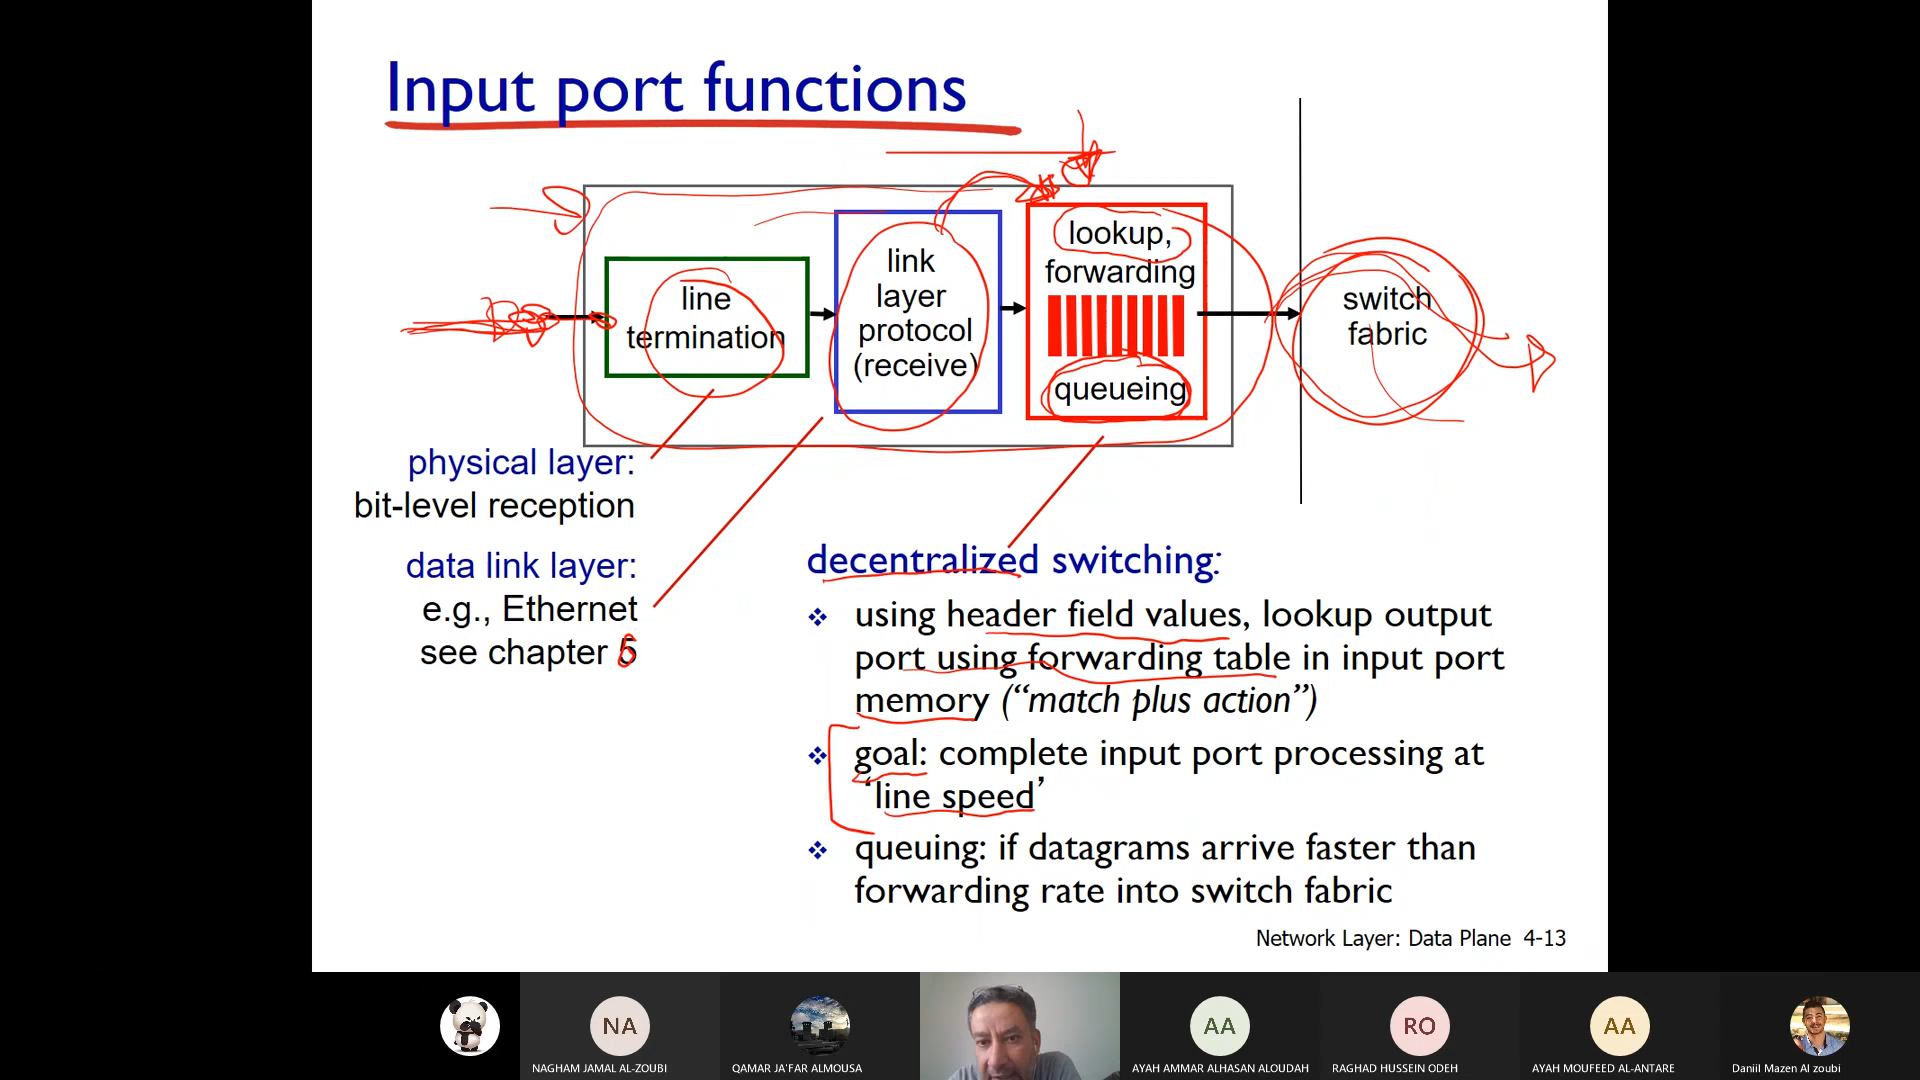 Input port functions
line
termination
link
layer
protocol
(receive)
lookup,
forwarding
queueing
switch
fabric
physical layer:
bit-level reception
data link layer:
e.g., Ethernet
see chapter 6
decentralized switching:
❖ using header field values, lookup output
port using forwarding table in input port
memory (“match plus action”)
❖ goal: complete input port processing at
‘line speed’
❖ queuing: if datagrams arrive faster than
forwarding rate into switch fabric
Network Layer: Data Plane 4-13
NA
AA
RO
AA
NAGHAM JAMAL AL-ZOUBI
QAMAR JA'FAR ALMOUSA
AYAH AMMAR ALHASAN ALOUDAH
RAGHAD HUSSEIN ODEH
AYAH MOUFEED AL-ANTARE
Daniil Mazen Al zoubi